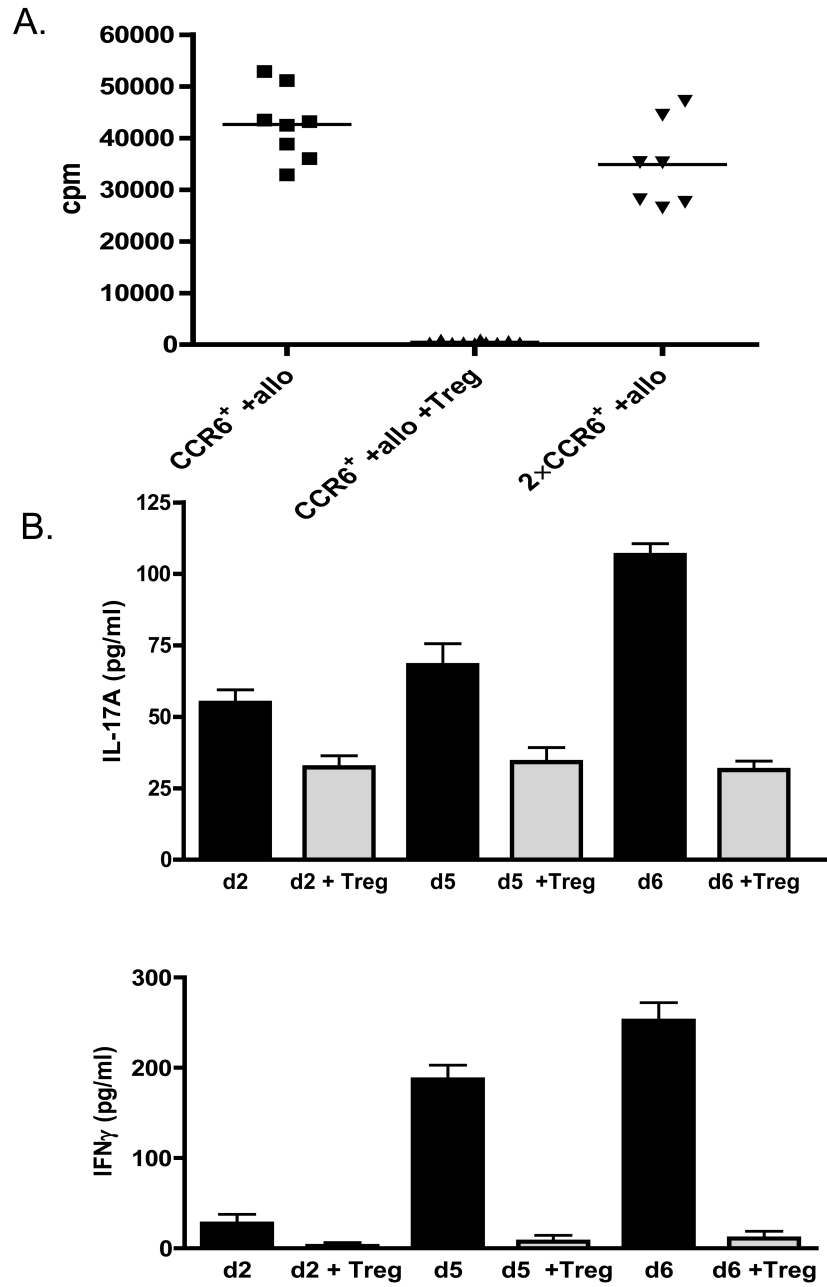 A.
60000
50000
40000
30000
20000
10000
0
cpm
CCR6⁺ +allo
CCR6⁺ +allo +Treg
2×CCR6⁺ +allo
B.
125
100
75
50
25
0
IL-17A (pg/ml)
d2 d2 + Treg d5 d5 +Treg d6 d6 +Treg
300
200
100
0
IFNγ (pg/ml)
d2 d2 + Treg d5 d5 +Treg d6 d6 +Treg